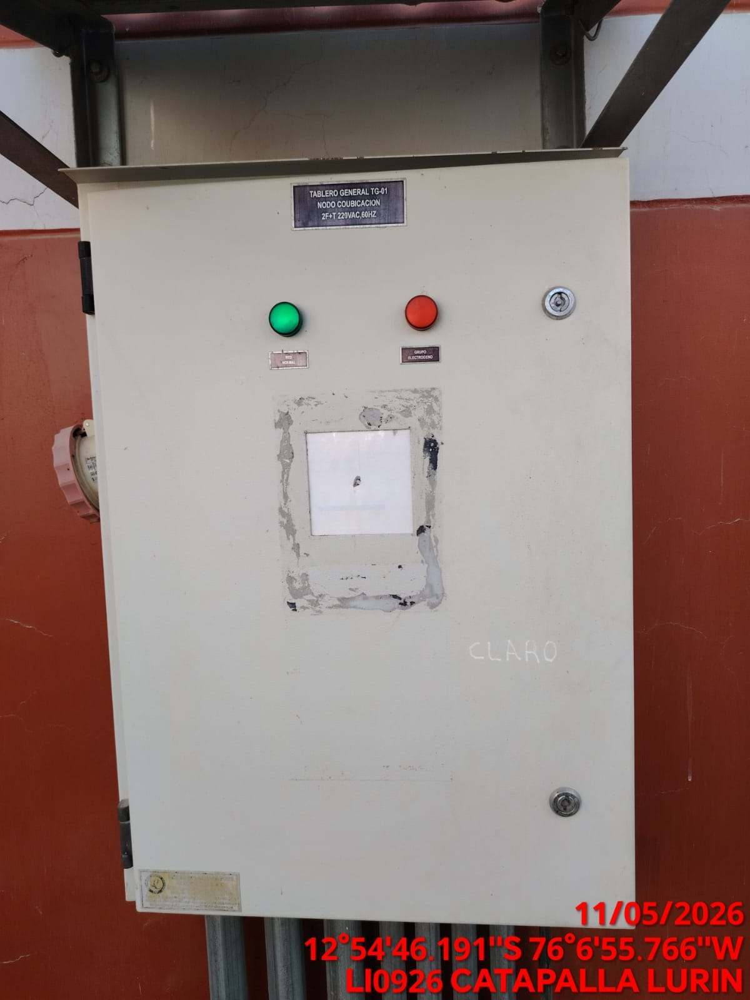 TABLERO GENERAL TG-01
NODO COUBICACION
2F+T 220VAC,60HZ
RED
NORMAL
GRUPO
ELECTROGENO
CLARO
11/05/2026
12°54'46.191"S 76°6'55.766"W
LI0926 CATAPALLA LURIN